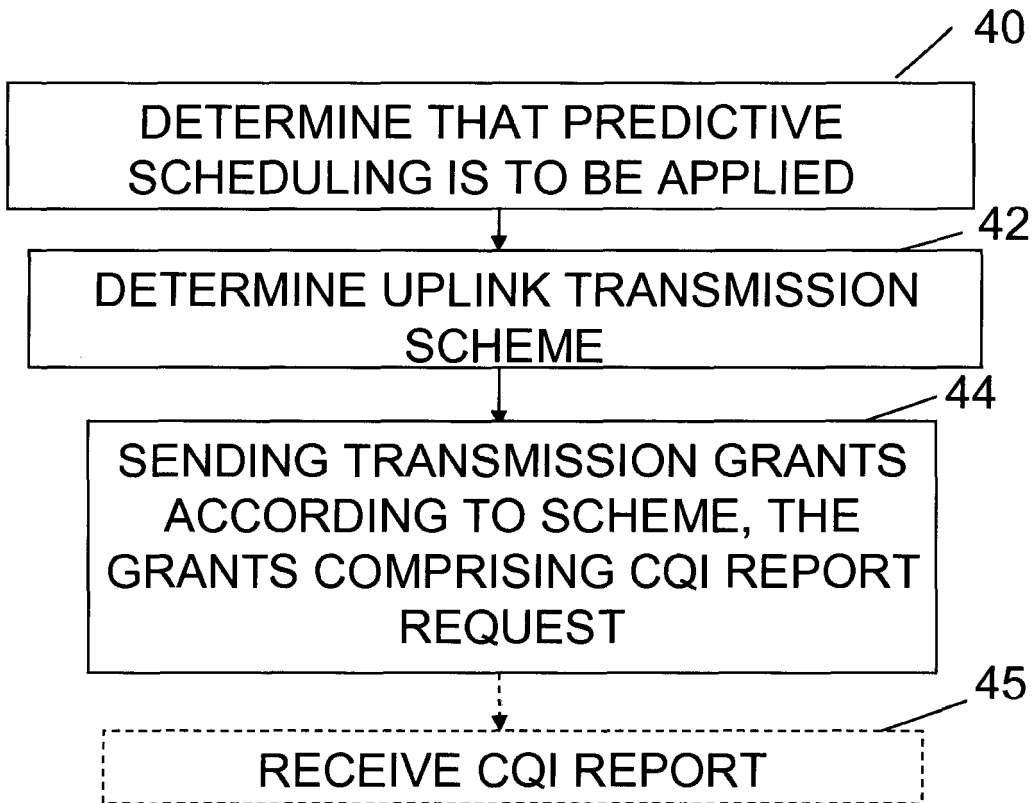 40
DETERMINE THAT PREDICTIVE
SCHEDULING IS TO BE APPLIED
42
DETERMINE UPLINK TRANSMISSION
SCHEME
44
SENDING TRANSMISSION GRANTS
ACCORDING TO SCHEME, THE
GRANTS COMPRISING CQI REPORT
REQUEST
45
RECEIVE CQI REPORT